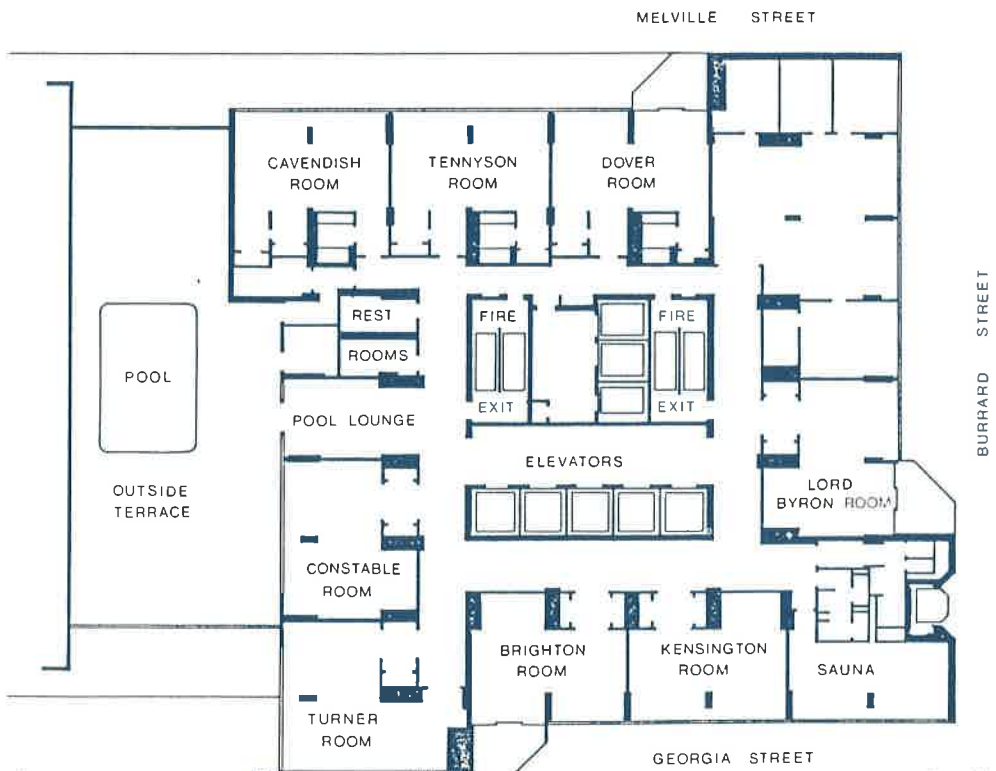 MELVILLE STREET
CAVENDISH
ROOM
TENNYSON
ROOM
DOVER
ROOM
REST
ROOMS
FIRE
EXIT
FIRE
EXIT
BURRARD STREET
POOL
POOL LOUNGE
ELEVATORS
OUTSIDE
TERRACE
LORD
BYRON ROOM
CONSTABLE
ROOM
BRIGHTON
ROOM
KENSINGTON
ROOM
SAUNA
TURNER
ROOM
GEORGIA STREET